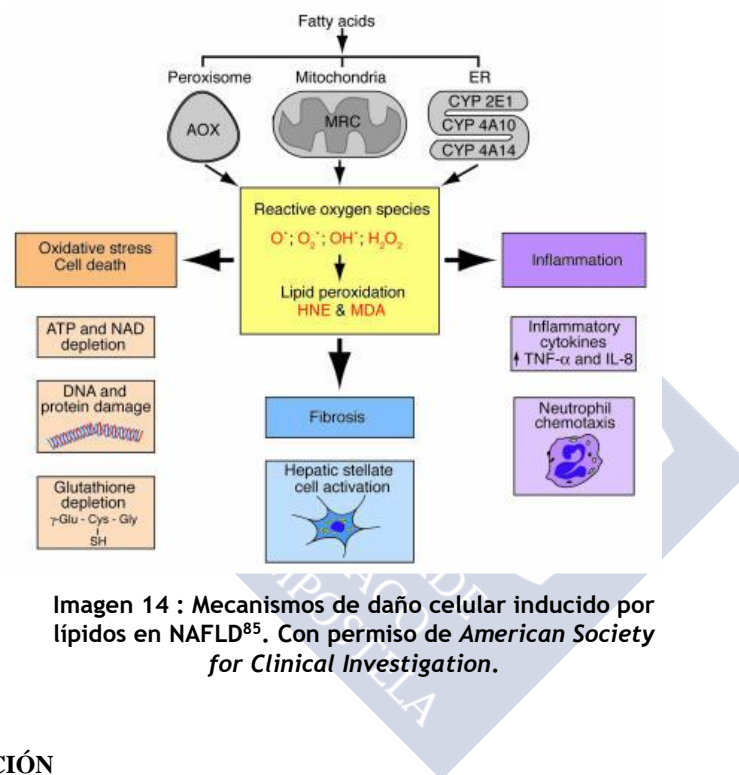 Fatty acids
Peroxisome
Mitochondria
ER
AOX
MRC
CYP 2E1
CYP 4A10
CYP 4A14
Reactive oxygen species
O˙; O₂˙; OH˙; H₂O₂
Lipid peroxidation
HNE & MDA
Oxidative stress
Cell death
ATP and NAD
depletion
DNA and
protein damage
Glutathione
depletion
γ-Glu - Cys - Gly
SH
Fibrosis
Hepatic stellate
cell activation
Inflammation
Inflammatory
cytokines
↑ TNF-α and IL-8
Neutrophil
chemotaxis
Imagen 14 : Mecanismos de daño celular inducido por
lípidos en NAFLD⁸⁵. Con permiso de American Society
for Clinical Investigation.
CIÓN